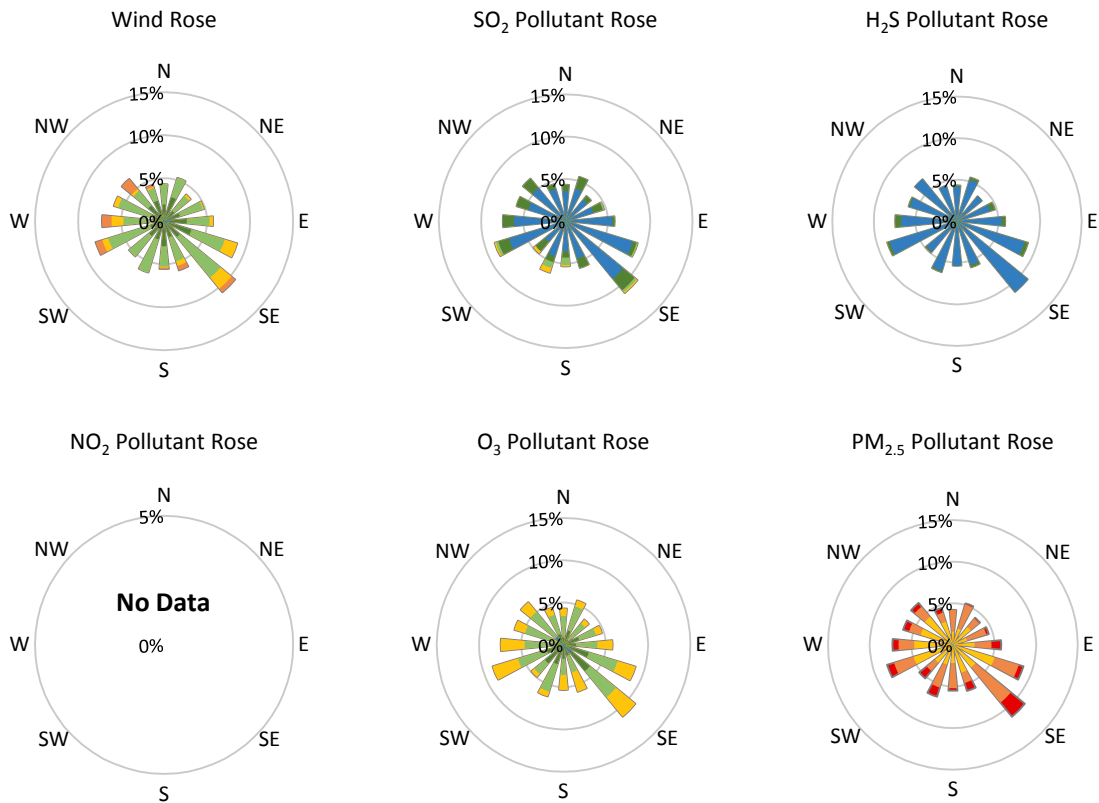 Wind Rose
N
15%
NW
NE
10%
5%
W
0%
E
SW
SE
S
SO₂ Pollutant Rose
N
15%
NW
NE
10%
5%
W
0%
E
SW
SE
S
H₂S Pollutant Rose
N
15%
NW
NE
10%
5%
W
0%
E
SW
SE
S
NO₂ Pollutant Rose
N
5%
NW
NE
No Data
W
0%
E
SW
SE
S
O₃ Pollutant Rose
N
15%
NW
NE
10%
5%
W
0%
E
SW
SE
S
PM₂.₅ Pollutant Rose
N
15%
NW
NE
10%
5%
W
0%
E
SW
SE
S